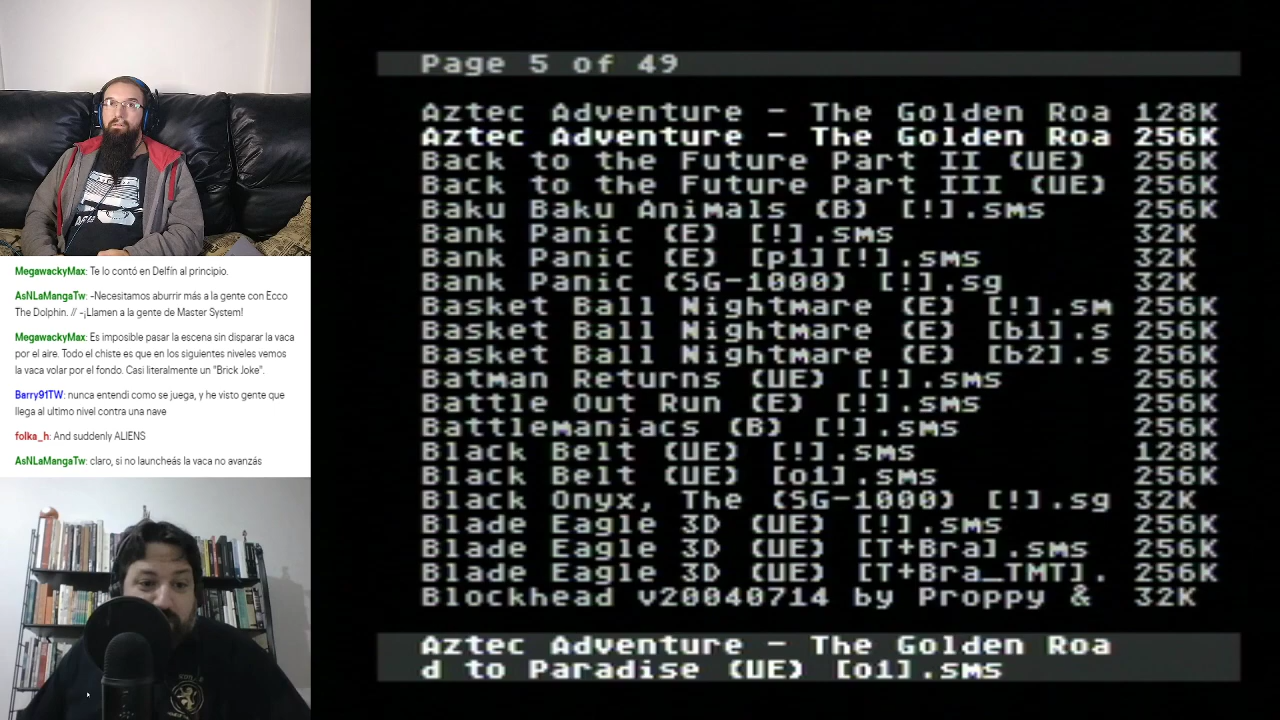 MegawackyMax: Te lo contó en Delfín al principio.
AsNLaMangaTw: -Necesitamos aburrir más a la gente con Ecco
The Dolphin. // -¡Llamen a la gente de Master System!
MegawackyMax: Es imposible pasar la escena sin disparar la vaca
por el aire. Todo el chiste es que en los siguientes niveles vemos
la vaca volar por el fondo. Casi literalmente un "Brick Joke".
Barry91TW: nunca entendi como se juega, y he visto gente que
llega al ultimo nivel contra una nave
folka_h: And suddenly ALIENS
AsNLaMangaTw: claro, si no launcheás la vaca no avanzás
Page 5 of 49
Aztec Adventure - The Golden Roa 128K
Aztec Adventure - The Golden Roa 256K
Back to the Future Part II (UE) 256K
Back to the Future Part III (UE) 256K
Baku Baku Animals (B) [!].sms 256K
Bank Panic (E) [!].sms 32K
Bank Panic (E) [p1][!].sms 32K
Bank Panic (SG-1000) [!].sg 32K
Basket Ball Nightmare (E) [!].sm 256K
Basket Ball Nightmare (E) [b1].s 256K
Basket Ball Nightmare (E) [b2].s 256K
Batman Returns (UE) [!].sms 256K
Battle Out Run (E) [!].sms 256K
Battlemaniacs (B) [!].sms 256K
Black Belt (UE) [!].sms 128K
Black Belt (UE) [o1].sms 256K
Black Onyx, The (SG-1000) [!].sg 32K
Blade Eagle 3D (UE) [!].sms 256K
Blade Eagle 3D (UE) [T+Bra].sms 256K
Blade Eagle 3D (UE) [T+Bra_TMT]. 256K
Blockhead v20040714 by Proppy & 32K
Aztec Adventure - The Golden Roa
d to Paradise (UE) [o1].sms